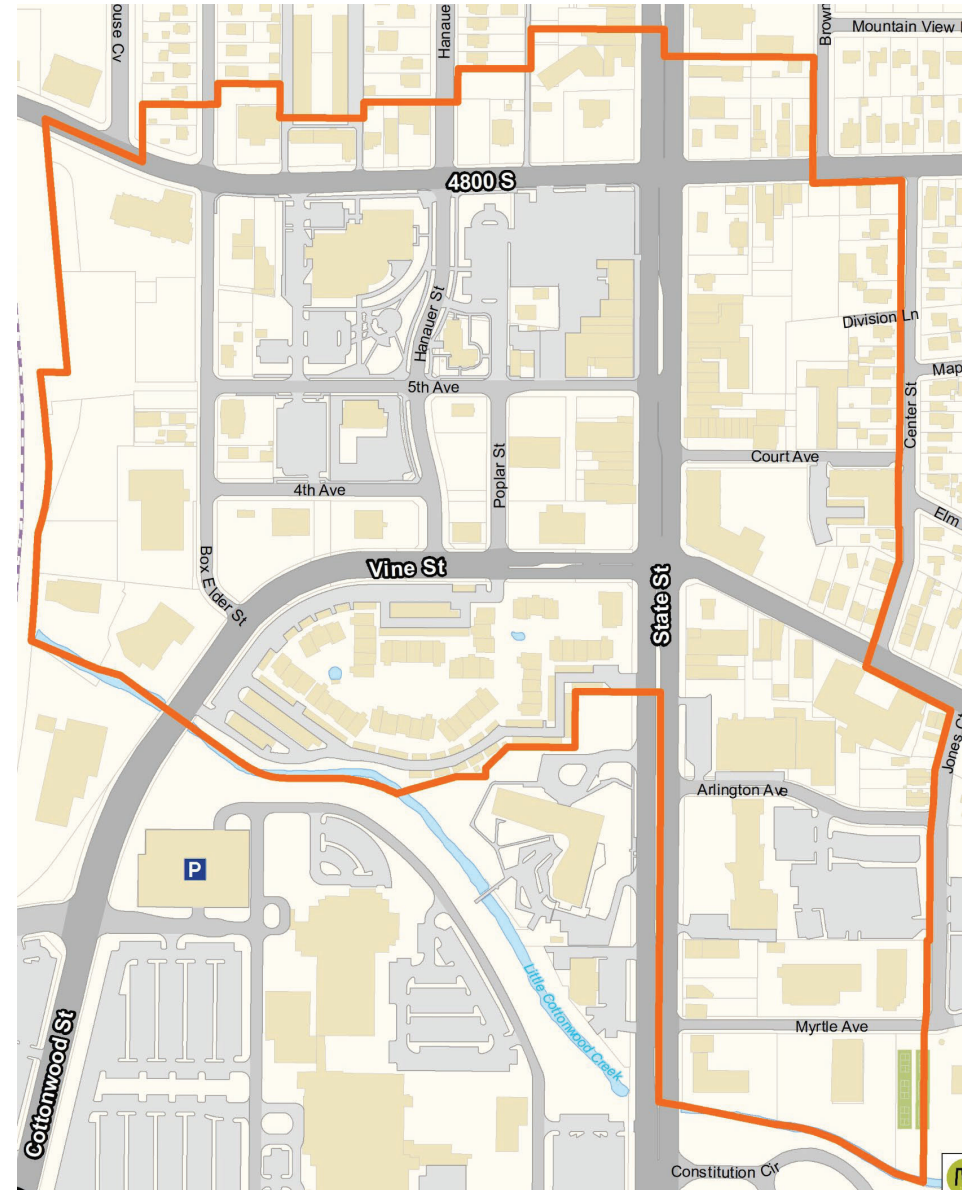 ouse Cv
Hanauer
Brown
Mountain View
4800 S
Hanauer St
Division Ln
Map
5th Ave
Center St
Court Ave
Poplar St
4th Ave
Elm
Box Elder St
Vine St
State St
Jones Ct
Arlington Ave
P
Little Cottonwood Creek
Myrtle Ave
Cottonwood St
Constitution Cir